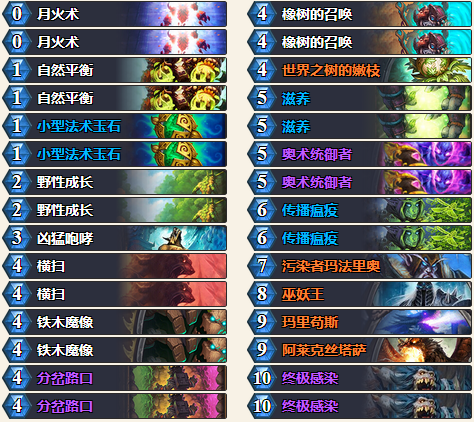 0 月火术
0 月火术
1 自然平衡
1 自然平衡
1 小型法术玉石
1 小型法术玉石
2 野性成长
2 野性成长
3 凶猛咆哮
4 横扫
4 横扫
4 铁木魔像
4 铁木魔像
4 分岔路口
4 分岔路口
4 橡树的召唤
4 橡树的召唤
4 世界之树的嫩枝
5 滋养
5 滋养
5 奥术统御者
5 奥术统御者
6 传播瘟疫
6 传播瘟疫
7 污染者玛法里奥
8 巫妖王
9 玛里苟斯
9 阿莱克丝塔萨
10 终极感染
10 终极感染